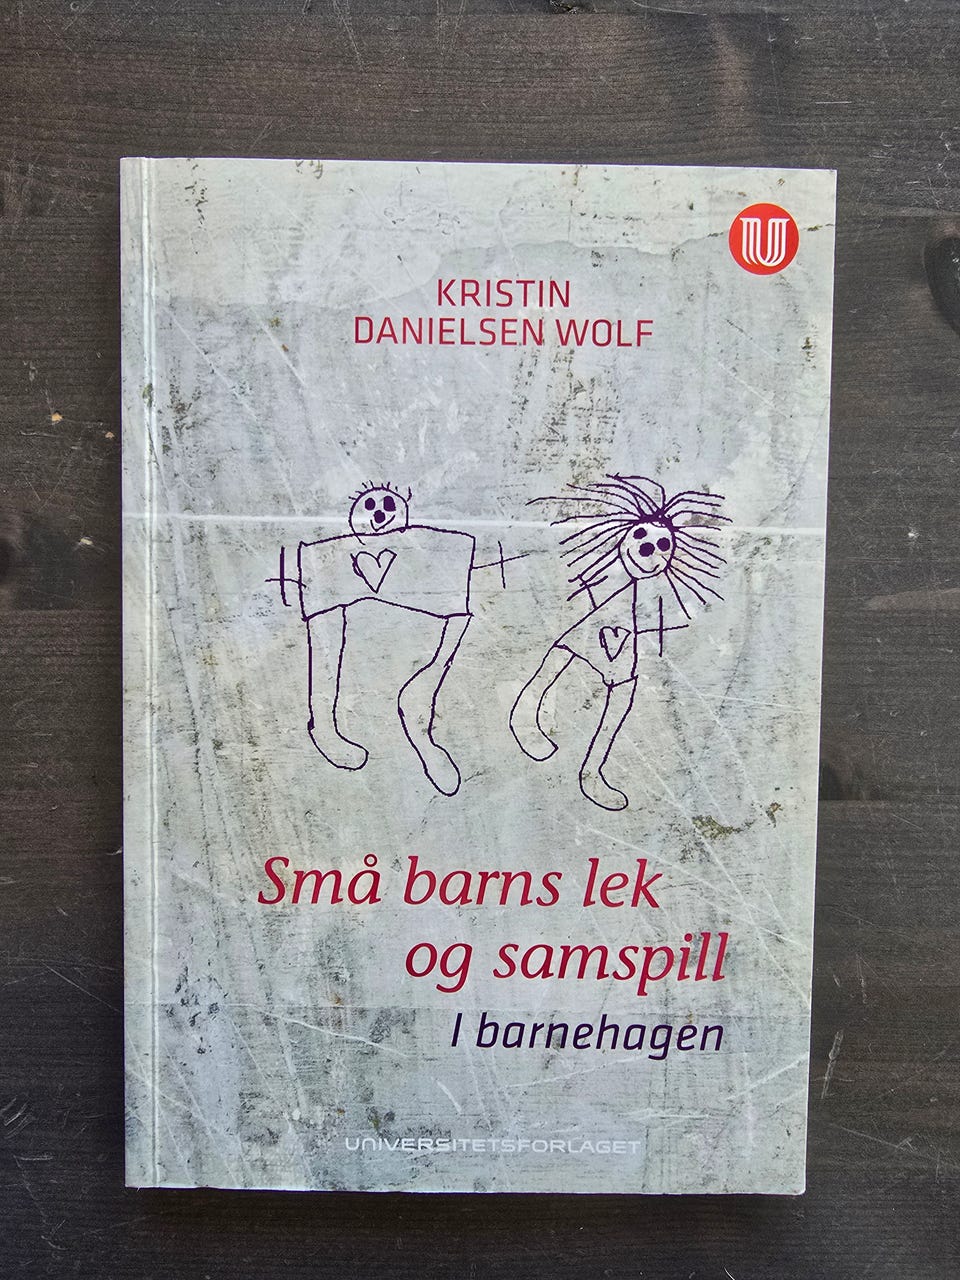 U
KRISTIN
DANIELSEN WOLF
Små barns lek
og samspill
I barnehagen
UNIVERSITETSFORLAGET